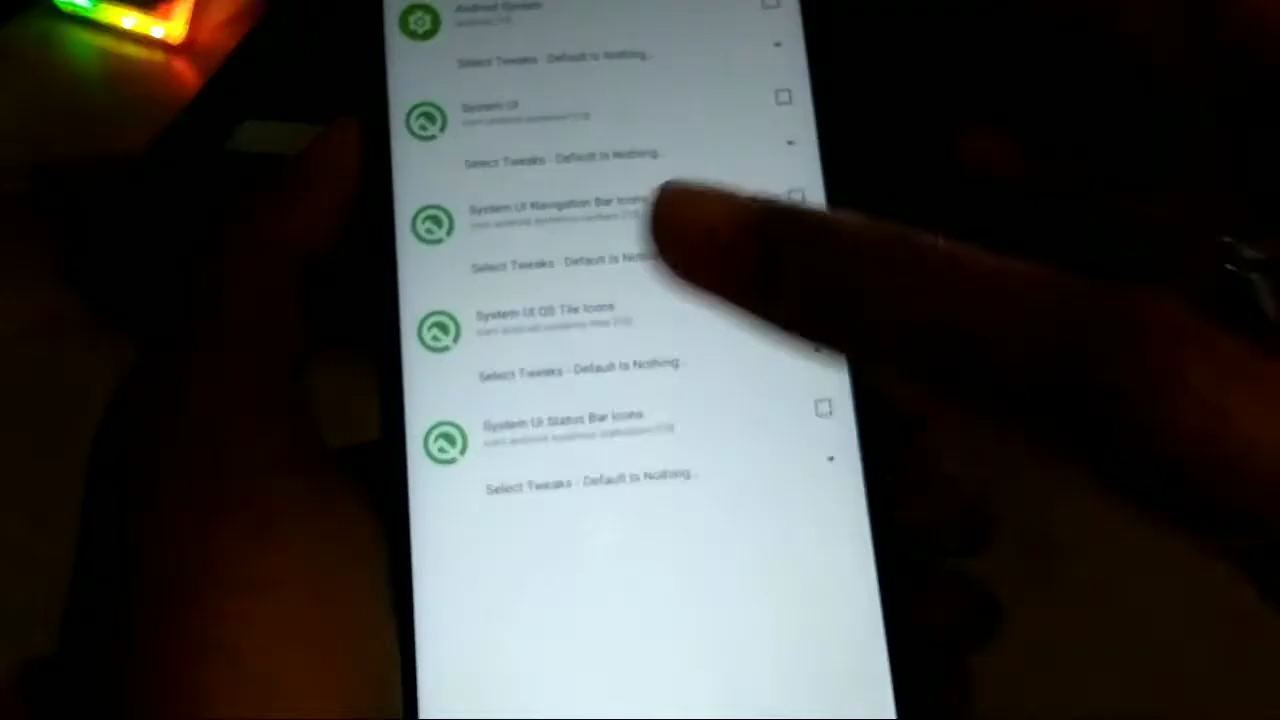 Android System
Select Tweaks - Default is Nothing...
System UI
Select Tweaks - Default is Nothing...
System UI Navigation Bar Icons
Select Tweaks - Default is
System UI QS Tile Icons
Select Tweaks - Default is Nothing...
System UI Status Bar Icons
Select Tweaks - Default is Nothing...